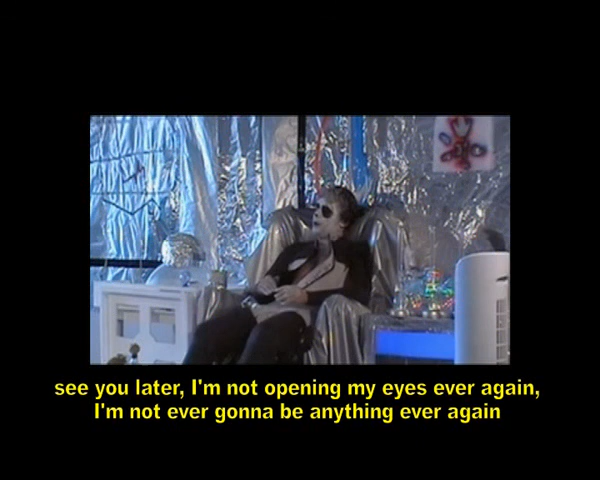 see you later, I'm not opening my eyes ever again,
I'm not ever gonna be anything ever again